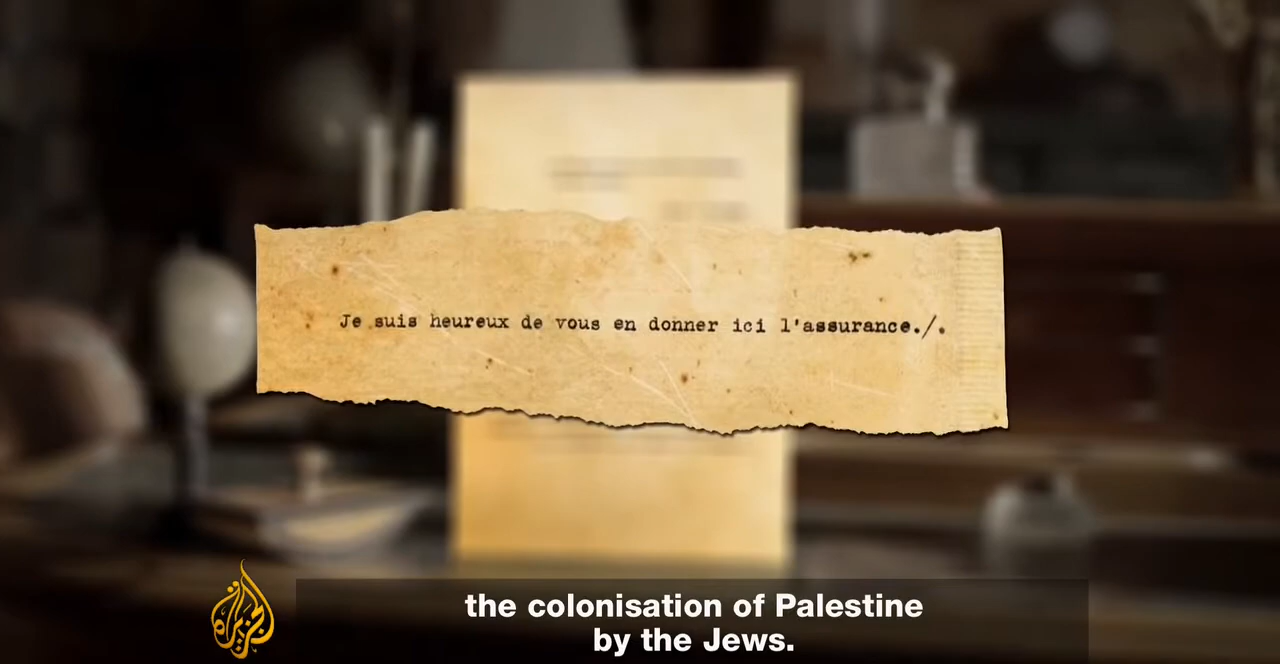 Je suis heureux de vous en donner ici l'assurance./.
الجزيرة
the colonisation of Palestine
by the Jews.